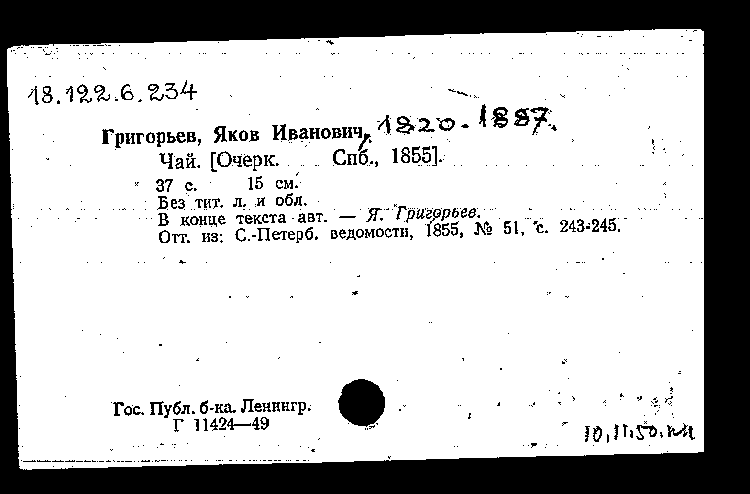 18.122.6.234
Григорьев, Яков Иванович, 1820-1887.
Чай. [Очерк. Спб., 1855].
37 с. 15 см.
Без тит. л. и обл.
В конце текста авт. — Я. Григорьев.
Отт. из: С.-Петерб. ведомости, 1855, № 51, с. 243-245.
Гос. Публ. б-ка. Ленингр.
Г 11424—49
10.11.50.